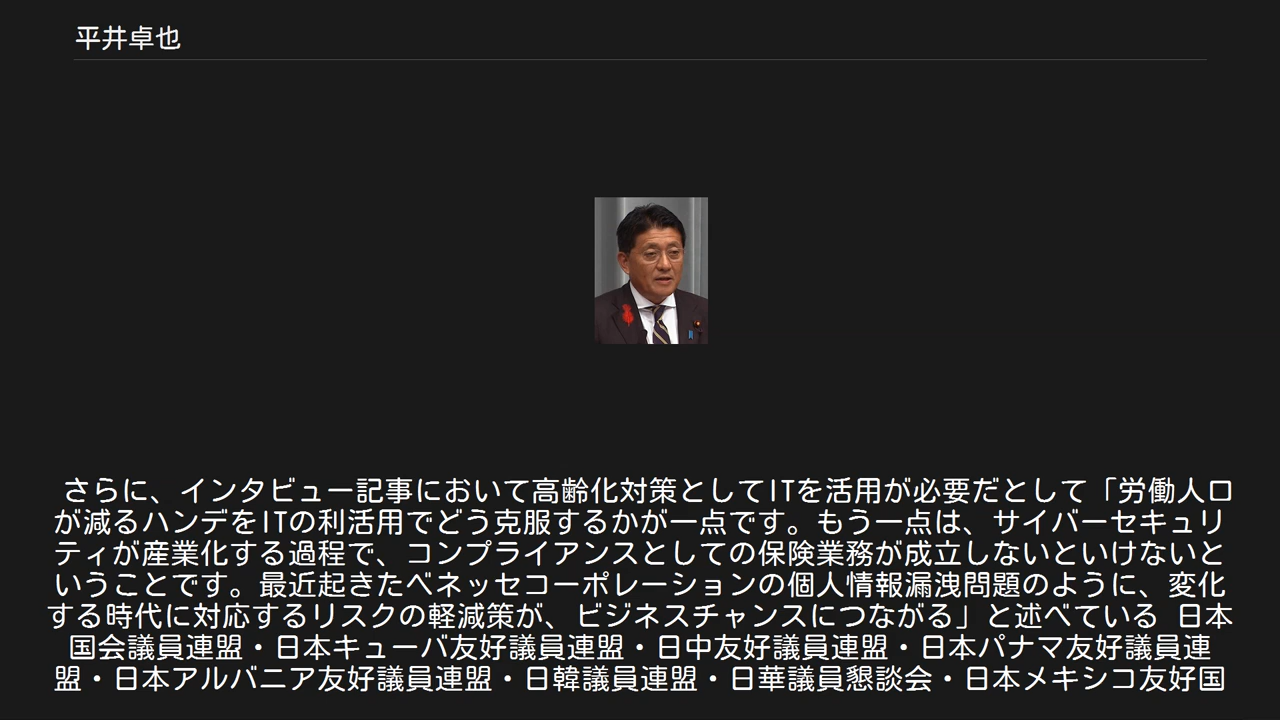 平井卓也
さらに、インタビュー記事において高齢化対策としてITを活用が必要だとして「労働人口
が減るハンデをITの利活用でどう克服するかが一点です。もう一点は、サイバーセキュリ
ティが産業化する過程で、コンプライアンスとしての保険業務が成立しないといけないと
いうことです。最近起きたベネッセコーポレーションの個人情報漏洩問題のように、変化
する時代に対応するリスクの軽減策が、ビジネスチャンスにつながる」と述べている 日本
国会議員連盟・日本キューバ友好議員連盟・日中友好議員連盟・日本パナマ友好議員連
盟・日本アルバニア友好議員連盟・日韓議員連盟・日華議員懇談会・日本メキシコ友好国